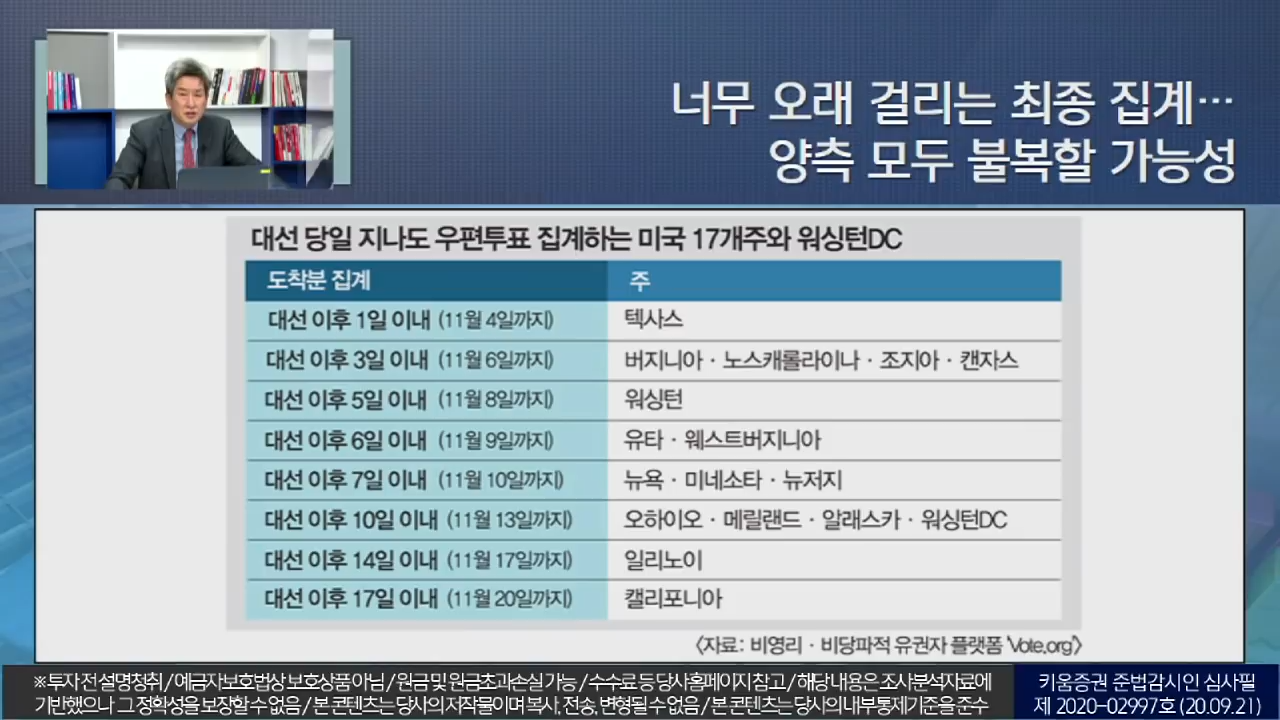 너무 오래 걸리는 최종 집계…
양측 모두 불복할 가능성
대선 당일 지나도 우편투표 집계하는 미국 17개주와 워싱턴DC
도착분 집계 주
대선 이후 1일 이내 (11월 4일까지) 텍사스
대선 이후 3일 이내 (11월 6일까지) 버지니아 · 노스캐롤라이나 · 조지아 · 캔자스
대선 이후 5일 이내 (11월 8일까지) 워싱턴
대선 이후 6일 이내 (11월 9일까지) 유타 · 웨스트버지니아
대선 이후 7일 이내 (11월 10일까지) 뉴욕 · 미네소타 · 뉴저지
대선 이후 10일 이내 (11월 13일까지) 오하이오 · 메릴랜드 · 알래스카 · 워싱턴DC
대선 이후 14일 이내 (11월 17일까지) 일리노이
대선 이후 17일 이내 (11월 20일까지) 캘리포니아
〈자료: 비영리 · 비당파적 유권자 플랫폼 'Vote.org'〉
※ 투자 전 설명청취 / 예금자보호법상 보호상품 아님 / 원금 및 원금초과손실 가능 / 수수료 등 당사홈페이지 참고 / 해당 내용은 조사분석자료에
기반했으나 그 정확성을 보장할 수 없음 / 본 콘텐츠는 당사의 저작물이며 복사, 전송, 변형될 수 없음 / 본 콘텐츠는 당사의 내부통제기준을 준수
키움증권 준법감시인 심사필
제 2020-02997호 (20.09.21)